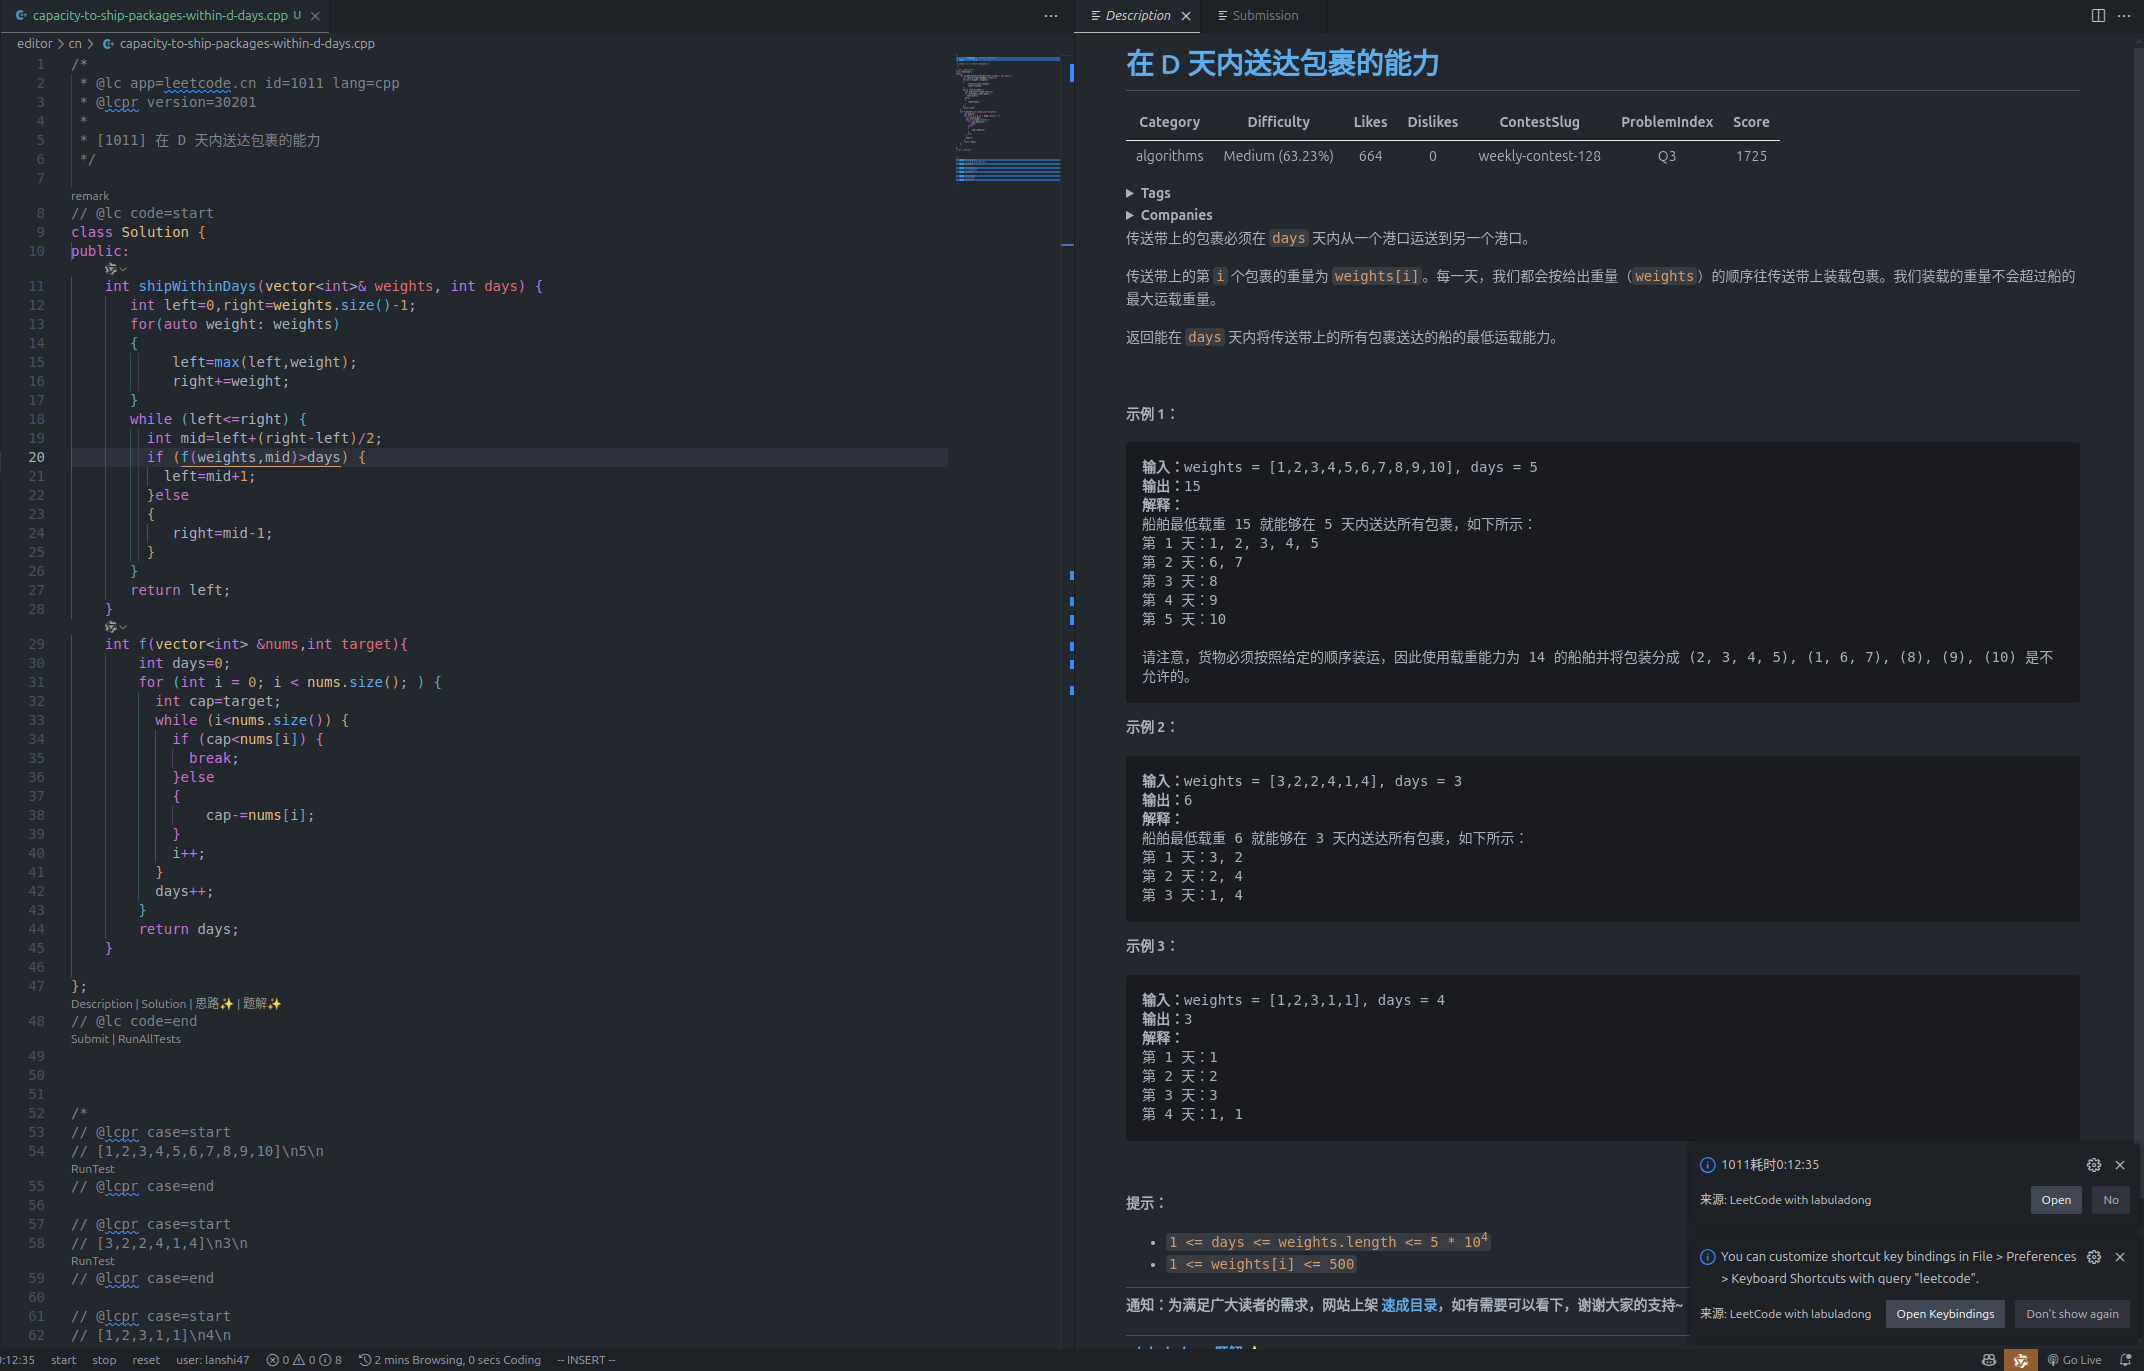 capacity-to-ship-packages-within-d-days.cpp U
editor > cn > capacity-to-ship-packages-within-d-days.cpp
1 /*
2 * @lc app=leetcode.cn id=1011 lang=cpp
3 * @lcpr version=30201
4 *
5 * [1011] 在 D 天内送达包裹的能力
6 */
7
remark
8 // @lc code=start
9 class Solution {
10 public:
11 int shipWithinDays(vector<int>& weights, int days) {
12 int left=0,right=weights.size()-1;
13 for(auto weight: weights)
14 {
15 left=max(left,weight);
16 right+=weight;
17 }
18 while (left<=right) {
19 int mid=left+(right-left)/2;
20 if (f(weights,mid)>days) {
21 left=mid+1;
22 }else
23 {
24 right=mid-1;
25 }
26 }
27 return left;
28 }
29 int f(vector<int> &nums,int target){
30 int days=0;
31 for (int i = 0; i < nums.size(); ) {
32 int cap=target;
33 while (i<nums.size()) {
34 if (cap<nums[i]) {
35 break;
36 }else
37 {
38 cap-=nums[i];
39 }
40 i++;
41 }
42 days++;
43 }
44 return days;
45 }
46
47 };
Description | Solution | 思路✨ | 题解✨
48 // @lc code=end
Submit | RunAllTests
49
50
51
52 /*
53 // @lcpr case=start
54 // [1,2,3,4,5,6,7,8,9,10]\n5\n
RunTest
55 // @lcpr case=end
56
57 // @lcpr case=start
58 // [3,2,2,4,1,4]\n3\n
RunTest
59 // @lcpr case=end
60
61 // @lcpr case=start
62 // [1,2,3,1,1]\n4\n
Description Submission
在 D 天内送达包裹的能力
Category Difficulty Likes Dislikes ContestSlug ProblemIndex Score
algorithms Medium (63.23%) 664 0 weekly-contest-128 Q3 1725
Tags
Companies
传送带上的包裹必须在 days 天内从一个港口运送到另一个港口。
传送带上的第 i 个包裹的重量为 weights[i]。每一天，我们都会按给出重量（weights）的顺序往传送带上装载包裹。我们装载的重量不会超过船的
最大运载重量。
返回能在 days 天内将传送带上的所有包裹送达的船的最低运载能力。
示例 1：
输入：weights = [1,2,3,4,5,6,7,8,9,10], days = 5
输出：15
解释：
船舶最低载重 15 就能够在 5 天内送达所有包裹，如下所示：
第 1 天：1, 2, 3, 4, 5
第 2 天：6, 7
第 3 天：8
第 4 天：9
第 5 天：10
请注意，货物必须按照给定的顺序装运，因此使用载重能力为 14 的船舶并将包装分成 (2, 3, 4, 5), (1, 6, 7), (8), (9), (10) 是不
允许的。
示例 2：
输入：weights = [3,2,2,4,1,4], days = 3
输出：6
解释：
船舶最低载重 6 就能够在 3 天内送达所有包裹，如下所示：
第 1 天：3, 2
第 2 天：2, 4
第 3 天：1, 4
示例 3：
输入：weights = [1,2,3,1,1], days = 4
输出：3
解释：
第 1 天：1
第 2 天：2
第 3 天：3
第 4 天：1, 1
提示：
• 1 <= days <= weights.length <= 5 * 10⁴
• 1 <= weights[i] <= 500
通知：为满足广大读者的需求，网站上架 速成目录，如有需要可以看下，谢谢大家的支持~
1011耗时0:12:35
来源: LeetCode with labuladong Open No
You can customize shortcut key bindings in File > Preferences
> Keyboard Shortcuts with query "leetcode".
来源: LeetCode with labuladong Open Keybindings Don't show again
:12:35 start stop reset user: lanshi47 0 0 8 2 mins Browsing, 0 secs Coding -- INSERT -- Go Live